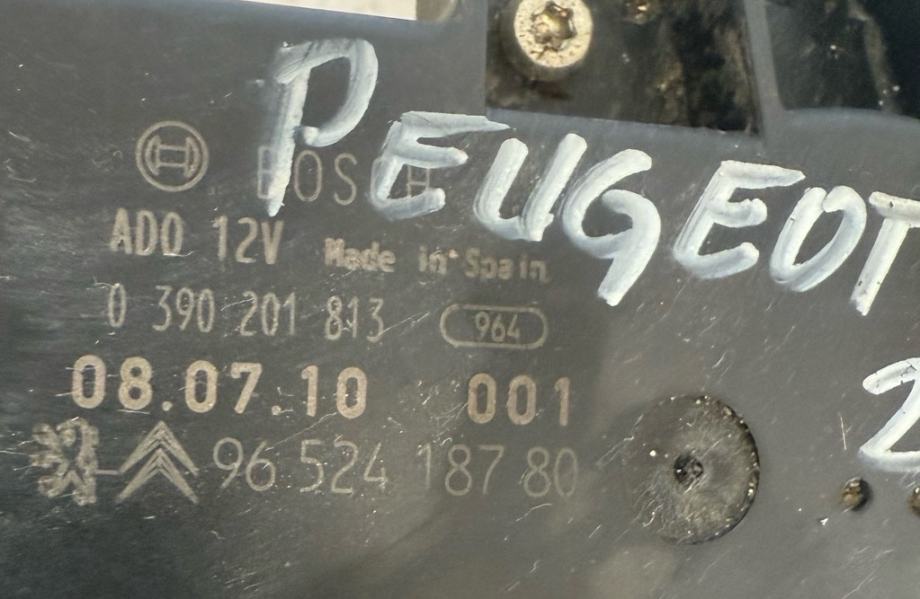 PEUGEOT
BOSCH
ADO 12V Made in Spain
0 390 201 813 964
08.07.10 001
2
96 524 187 80